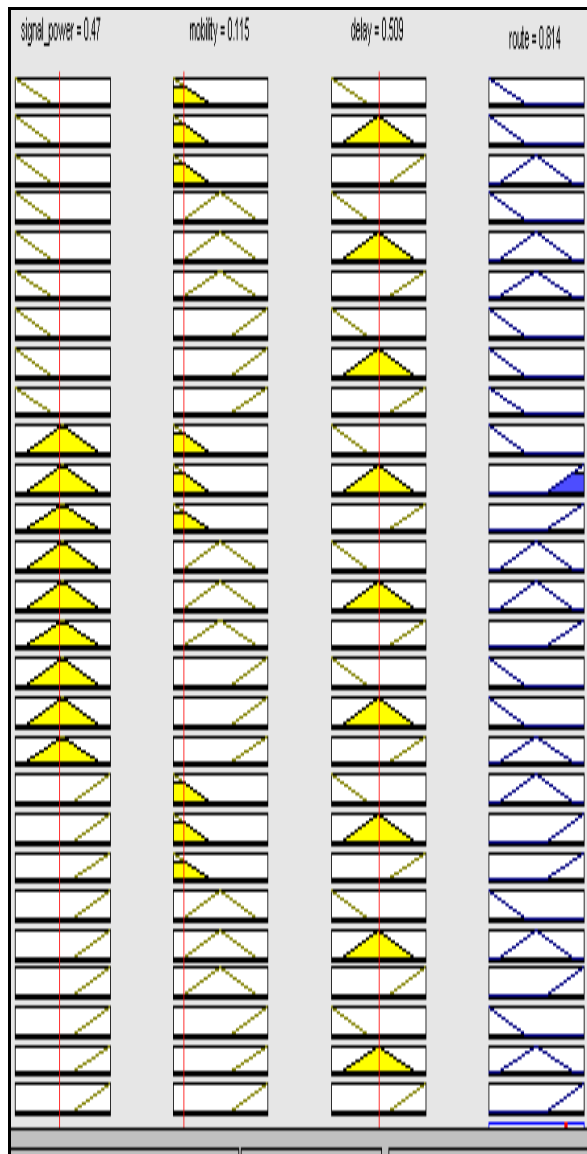 signal_power = 0.47
mobility = 0.115
delay = 0.509
route = 0.814